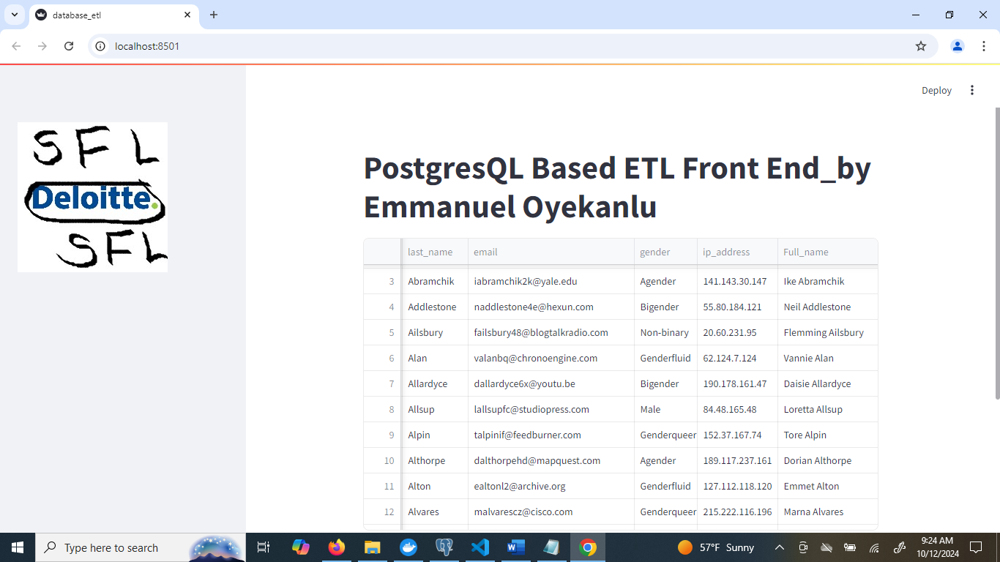 database_etl
localhost:8501
Deploy
SFL
Deloitte.
SFL
PostgresQL Based ETL Front End_by
Emmanuel Oyekanlu
last_name email gender ip_address Full_name
3 Abramchik iabramchik2k@yale.edu Agender 141.143.30.147 Ike Abramchik
4 Addlestone naddlestone4e@hexun.com Bigender 55.80.184.121 Neil Addlestone
5 Ailsbury failsbury48@blogtalkradio.com Non-binary 20.60.231.95 Flemming Ailsbury
6 Alan valanbq@chronoengine.com Genderfluid 62.124.7.124 Vannie Alan
7 Allardyce dallardyce6x@youtu.be Bigender 190.178.161.47 Daisie Allardyce
8 Allsup lallsupfc@studiopress.com Male 84.48.165.48 Loretta Allsup
9 Alpin talpinif@feedburner.com Genderqueer 152.37.167.74 Tore Alpin
10 Althorpe dalthorpehd@mapquest.com Agender 189.117.237.161 Dorian Althorpe
11 Alton ealtonl2@archive.org Genderfluid 127.112.118.120 Emmet Alton
12 Alvares malvarescz@cisco.com Genderqueer 215.222.116.196 Marna Alvares
Type here to search
57°F Sunny
9:24 AM
10/12/2024